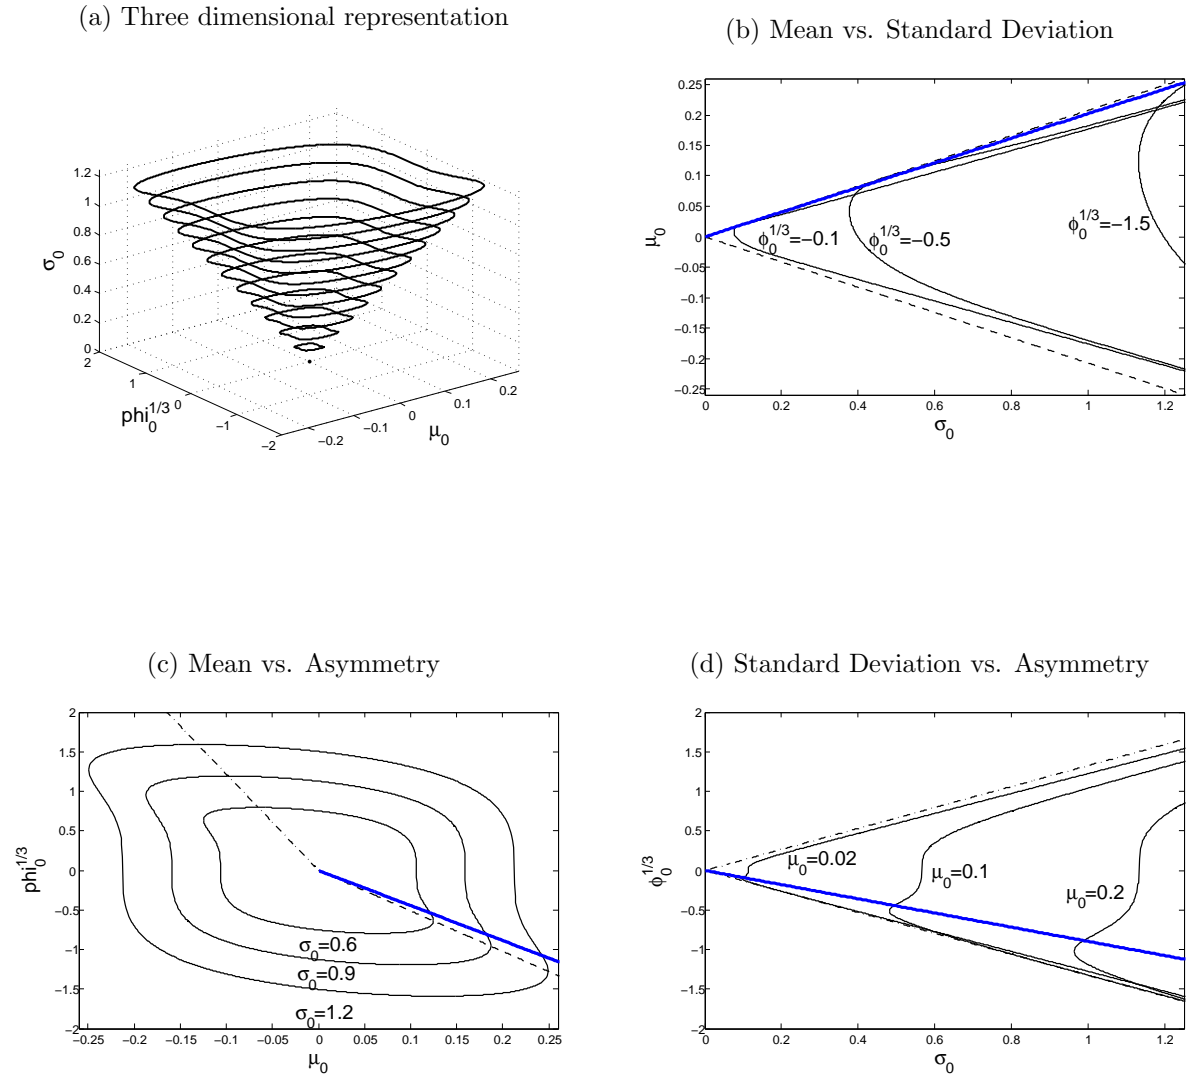 (a) Three dimensional representation
1.2
1
0.8
0.6
0.4
0.2
0
σ0
2
1
0
−1
−2
phi0^1/3
−0.2
−0.1
0
0.1
0.2
μ0
(b) Mean vs. Standard Deviation
0.25
0.2
0.15
0.1
0.05
0
−0.05
−0.1
−0.15
−0.2
−0.25
μ0
ϕ0^1/3=−0.1
ϕ0^1/3=−0.5
ϕ0^1/3=−1.5
0 0.2 0.4 0.6 0.8 1 1.2
σ0
(c) Mean vs. Asymmetry
2
1.5
1
0.5
0
−0.5
−1
−1.5
−2
phi0^1/3
σ0=0.6
σ0=0.9
σ0=1.2
−0.25 −0.2 −0.15 −0.1 −0.05 0 0.05 0.1 0.15 0.2 0.25
μ0
(d) Standard Deviation vs. Asymmetry
2
1.5
1
0.5
0
−0.5
−1
−1.5
−2
ϕ0^1/3
μ0=0.02
μ0=0.1
μ0=0.2
0 0.2 0.4 0.6 0.8 1 1.2
σ0